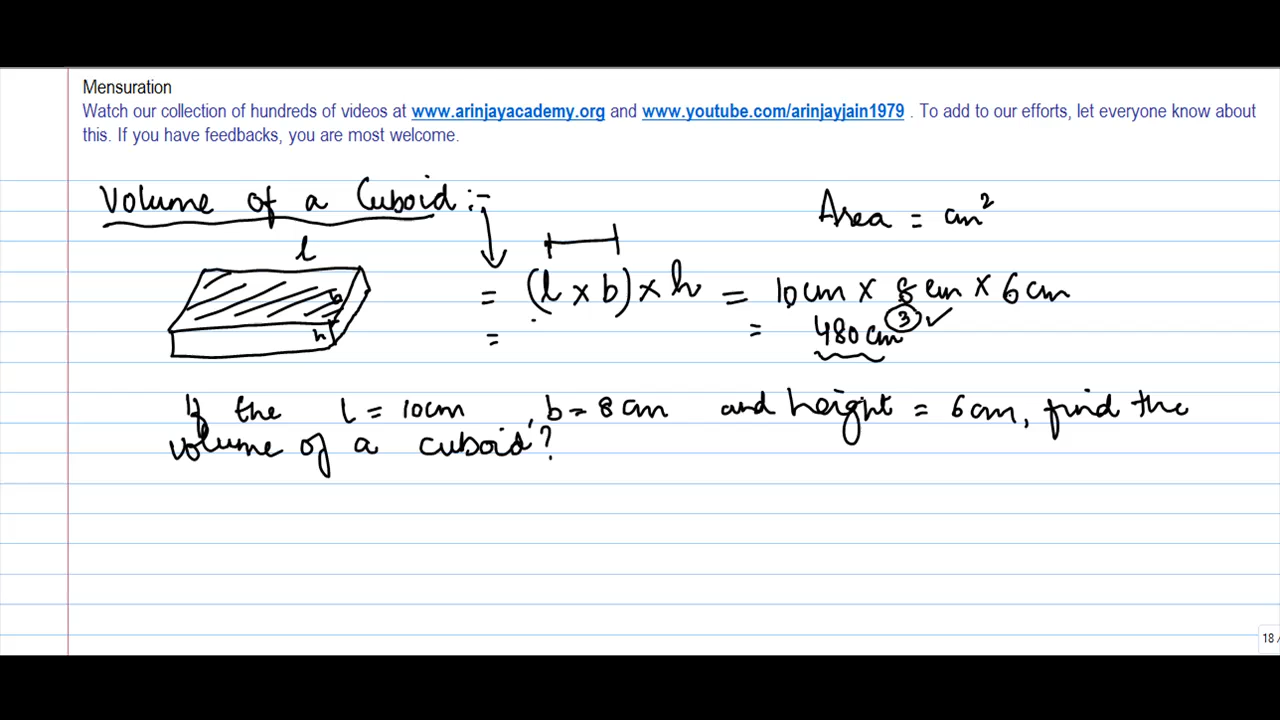 Mensuration
Watch our collection of hundreds of videos at www.arinjayacademy.org and www.youtube.com/arinjayjain1979 . To add to our efforts, let everyone know about
this. If you have feedbacks, you are most welcome.
Volume of a Cuboid :-
Area = cm²
l
b
h
= (l x b) x h = 10cm x 8cm x 6cm
=
= 480cm³ ✓
If the l = 10cm, b = 8cm and height = 6cm, find the
volume of a cuboid?
18/